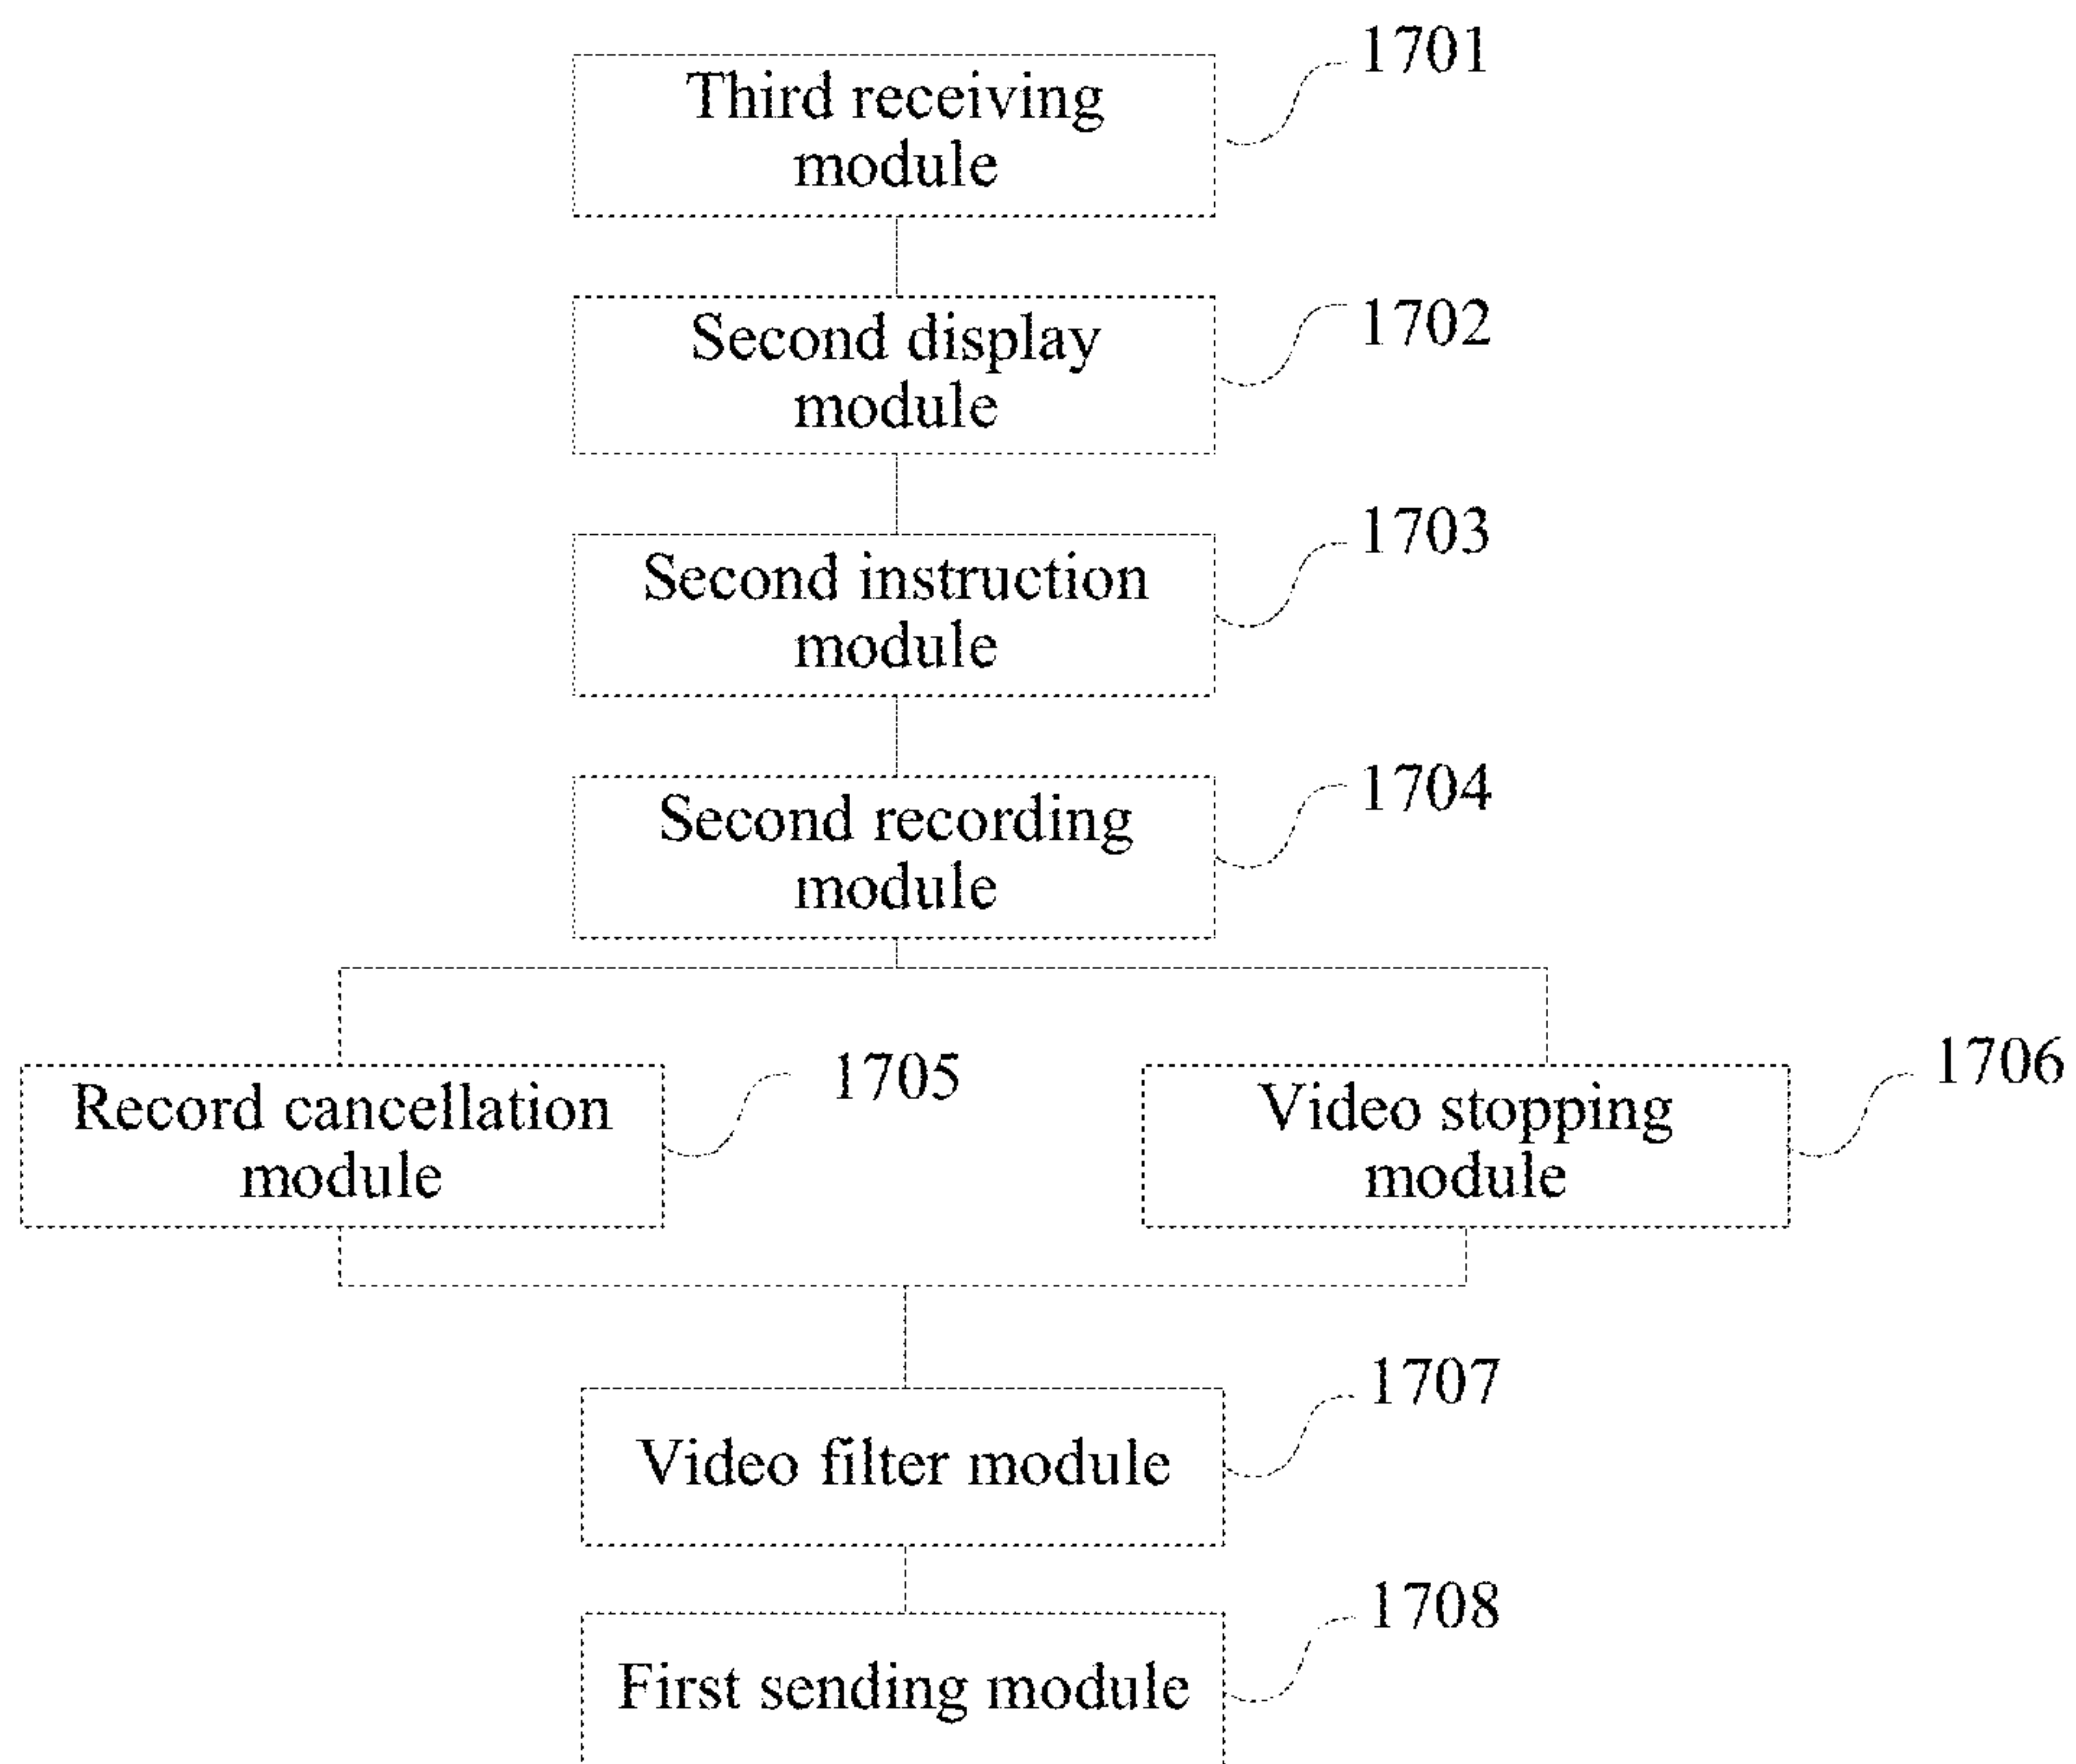 1701
Third receiving
module
1702
Second display
module
1703
Second instruction
module
1704
Second recording
module
1705
Record cancellation
module
1706
Video stopping
module
1707
Video filter module
1708
First sending module